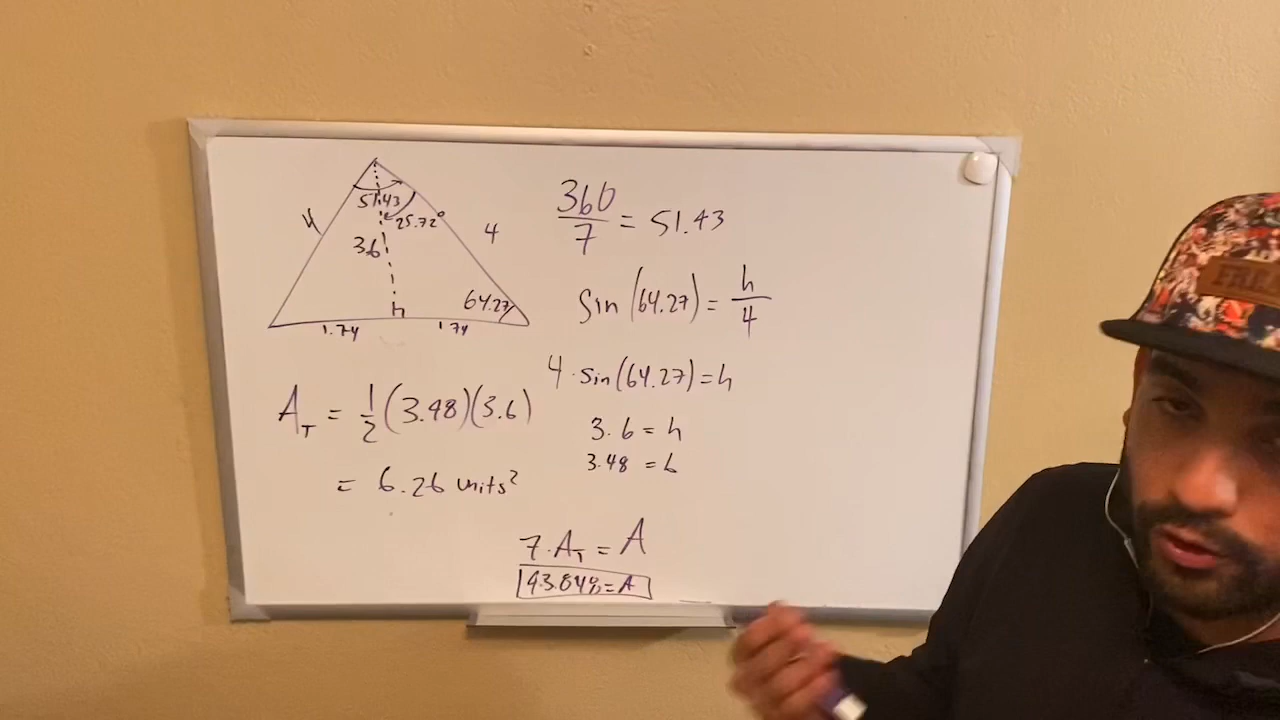 51.43
25.72°
4
4
3.6
64.27
h
1.74
1.74
360/7 = 51.43
Sin(64.27) = h/4
4 · sin(64.27) = h
3.6 = h
3.48 = b
A_T = 1/2 (3.48)(3.6)
= 6.26 units²
7 · A_T = A